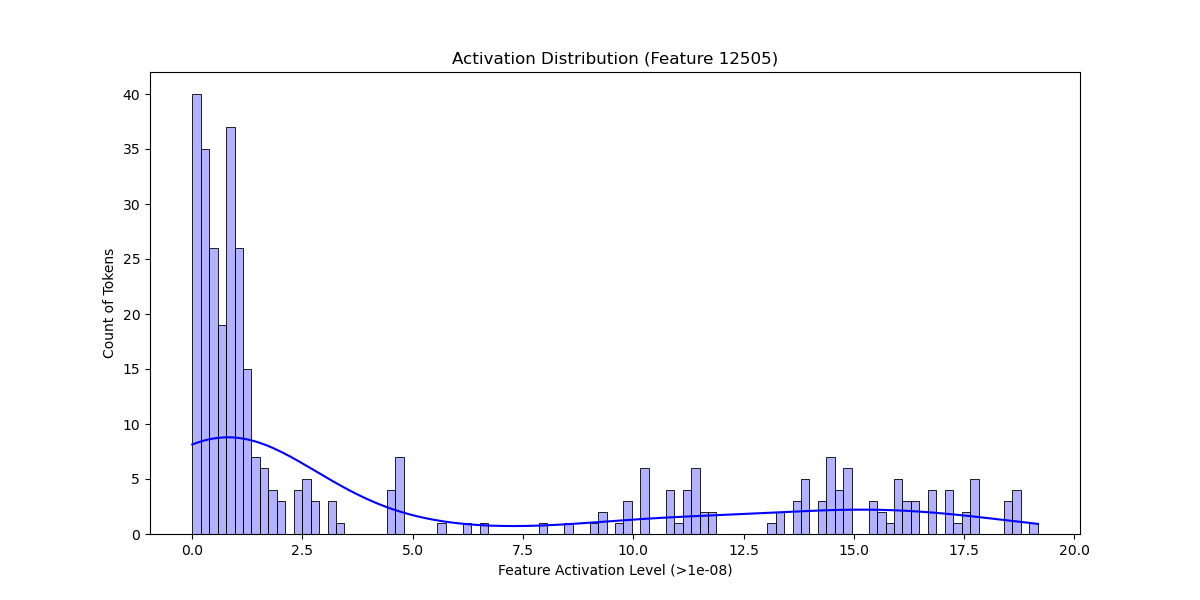 Activation Distribution (Feature 12505)
40
35
30
25
20
15
10
5
0
Count of Tokens
0.0 2.5 5.0 7.5 10.0 12.5 15.0 17.5 20.0
Feature Activation Level (>1e-08)